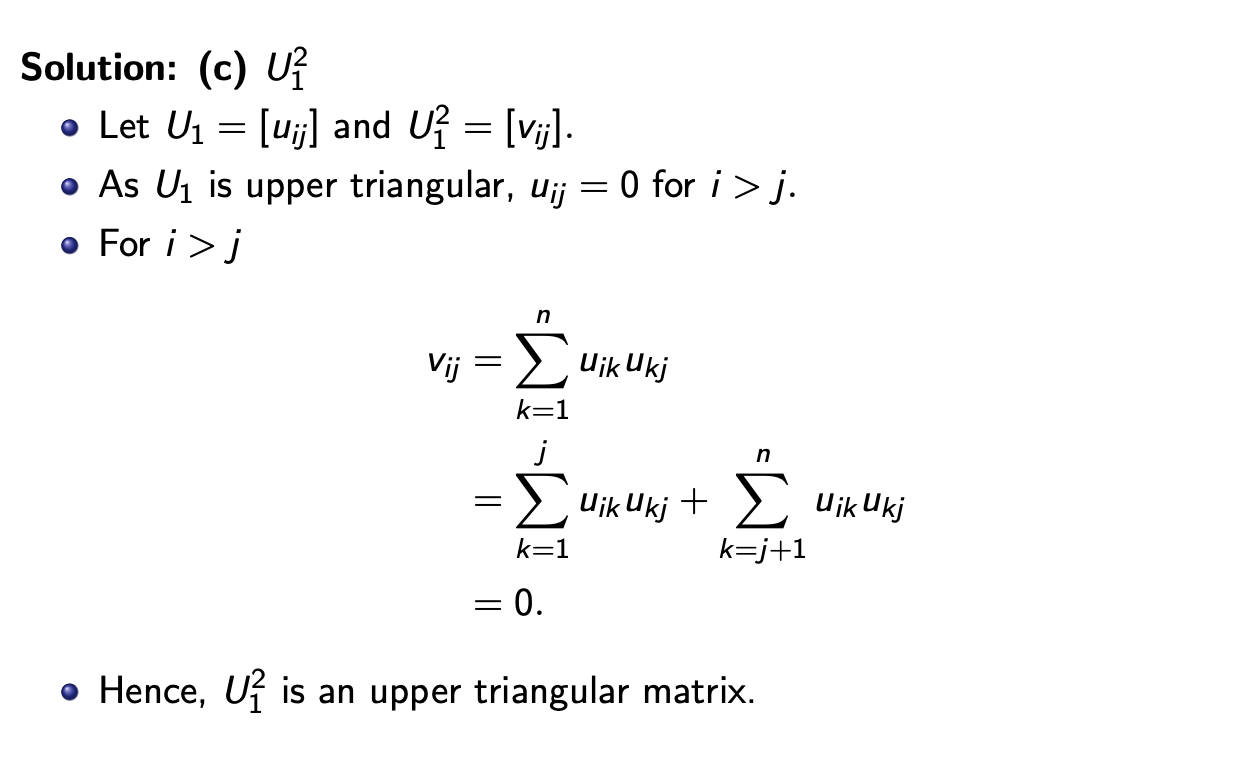 Solution: (c) $U_1^2$
Let $U_1 = [u_{ij}]$ and $U_1^2 = [v_{ij}]$.
As $U_1$ is upper triangular, $u_{ij} = 0$ for $i > j$.
For $i > j$
$v_{ij} = \sum_{k=1}^{n} u_{ik} u_{kj}$
$= \sum_{k=1}^{j} u_{ik} u_{kj} + \sum_{k=j+1}^{n} u_{ik} u_{kj}$
$= 0.$
Hence, $U_1^2$ is an upper triangular matrix.